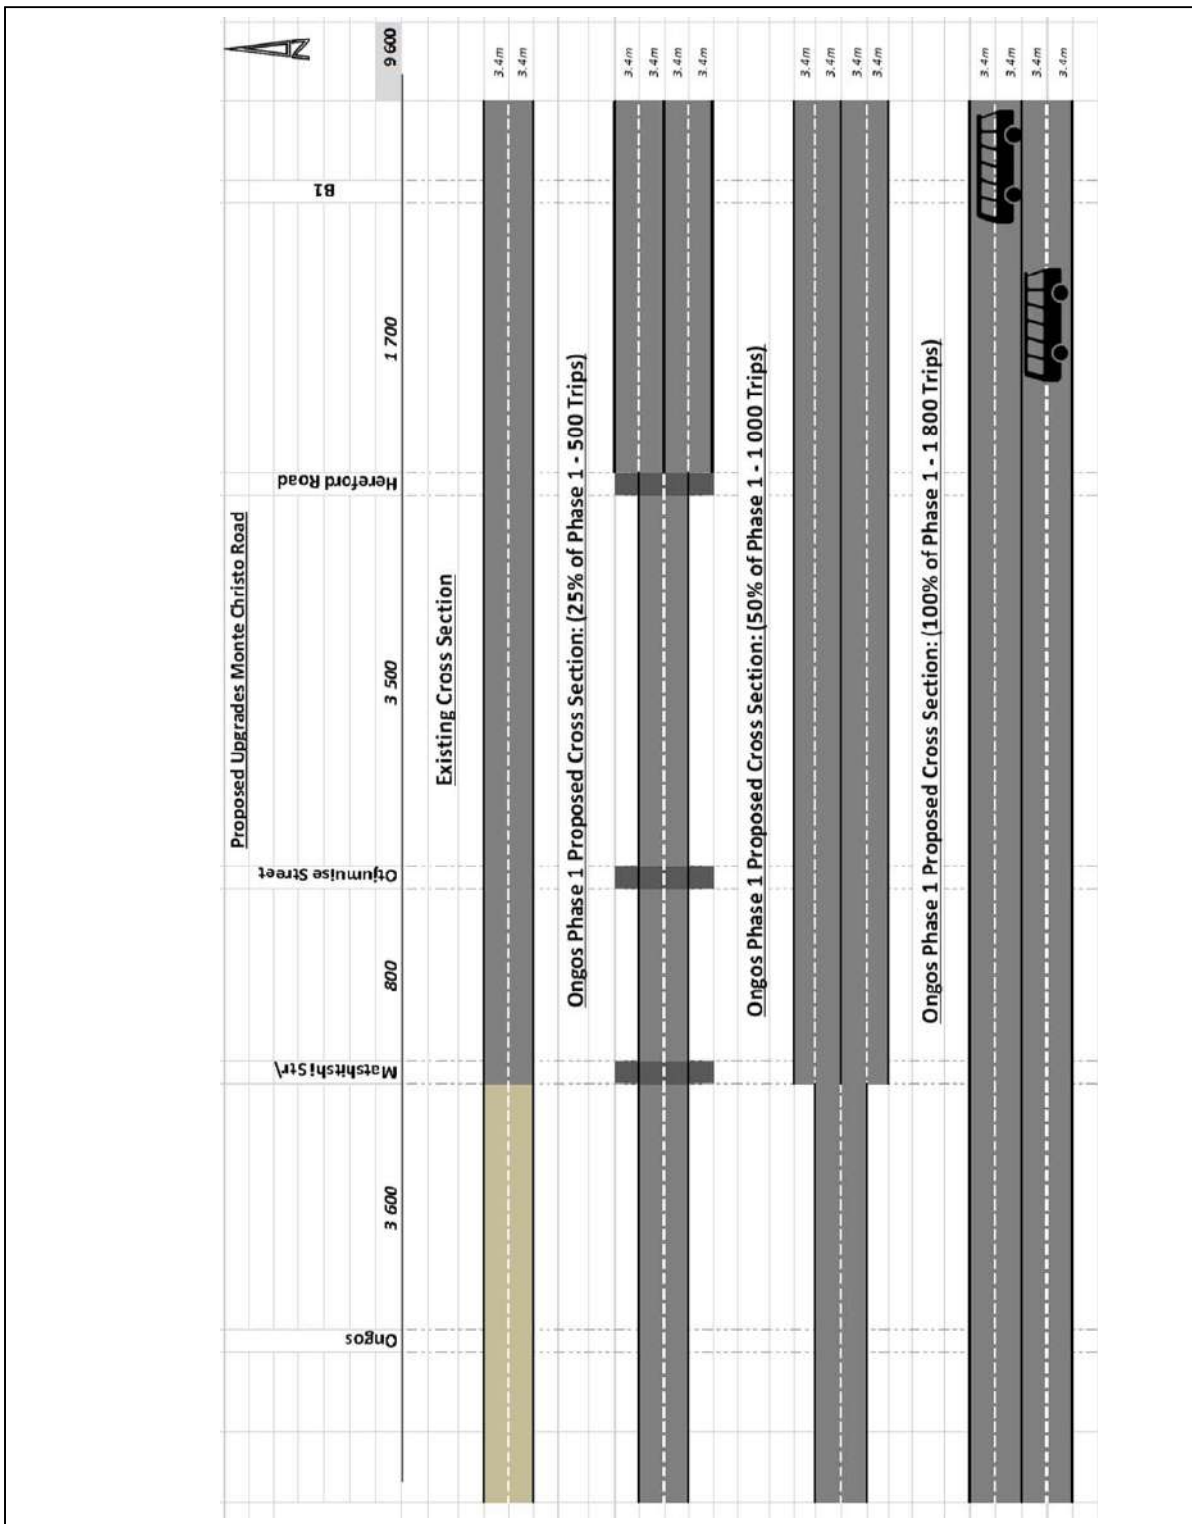 N
Proposed Upgrades Monte Christo Road
Ongos
Matshitshi Str\
Otjumuise Street
Hereford Road
B1
3 600
800
3 500
1 700
9 600
Existing Cross Section
3.4m
3.4m
Ongos Phase 1 Proposed Cross Section: (25% of Phase 1 - 500 Trips)
3.4m
3.4m
3.4m
3.4m
Ongos Phase 1 Proposed Cross Section: (50% of Phase 1 - 1 000 Trips)
3.4m
3.4m
3.4m
3.4m
Ongos Phase 1 Proposed Cross Section: (100% of Phase 1 - 1 800 Trips)
3.4m
3.4m
3.4m
3.4m